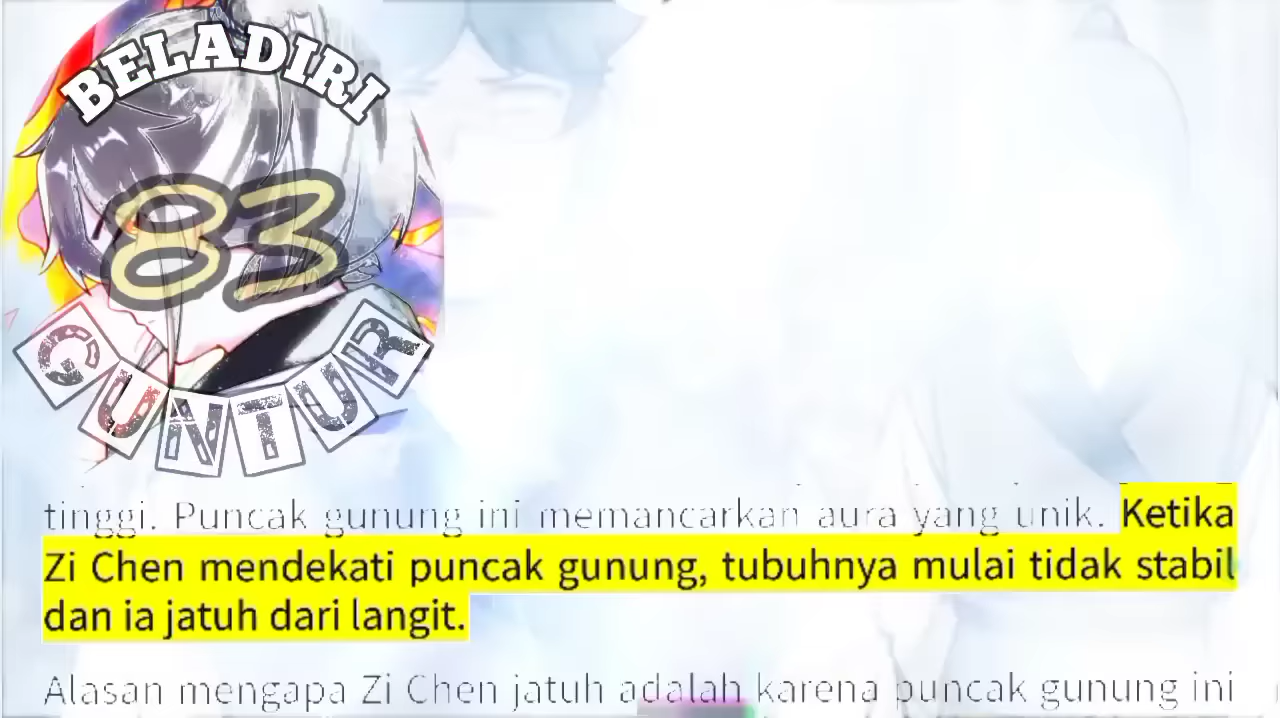 BELADIRI
83
GUNTUR
tinggi. Puncak gunung ini memancarkan aura yang unik. Ketika
Zi Chen mendekati puncak gunung, tubuhnya mulai tidak stabil
dan ia jatuh dari langit.
Alasan mengapa Zi Chen jatuh adalah karena puncak gunung ini